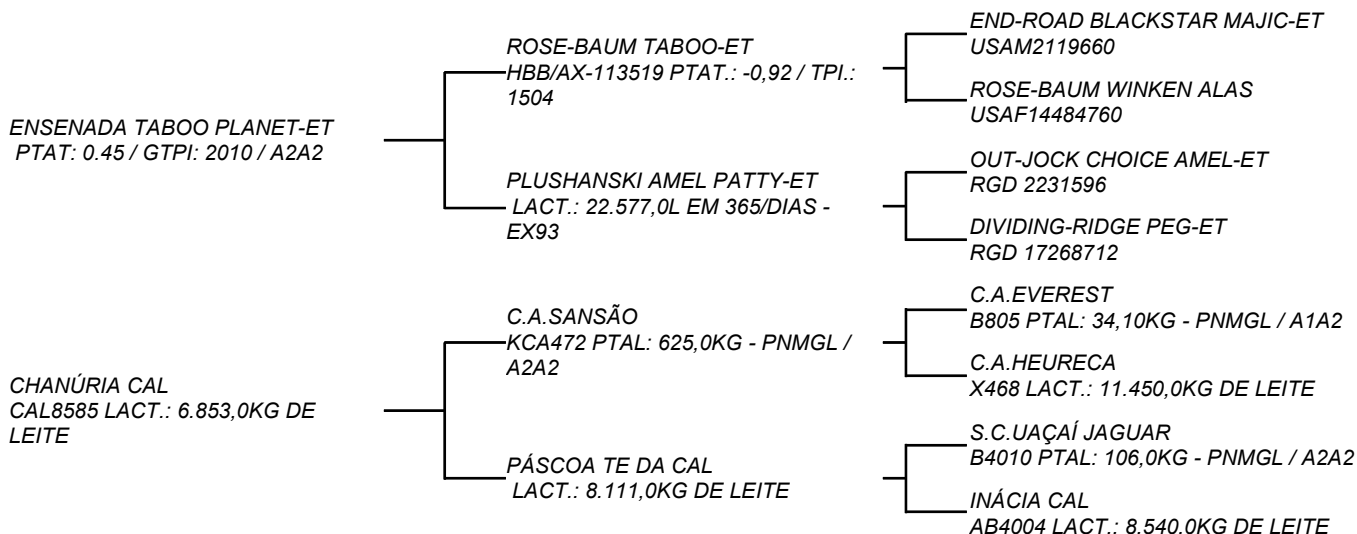 ENSENADA TABOO PLANET-ET
PTAT: 0.45 / GTPI: 2010 / A2A2
ROSE-BAUM TABOO-ET
HBB/AX-113519 PTAT.: -0,92 / TPI.:
1504
END-ROAD BLACKSTAR MAJIC-ET
USAM2119660
ROSE-BAUM WINKEN ALAS
USAF14484760
PLUSHANSKI AMEL PATTY-ET
LACT.: 22.577,0L EM 365/DIAS -
EX93
OUT-JOCK CHOICE AMEL-ET
RGD 2231596
DIVIDING-RIDGE PEG-ET
RGD 17268712
CHANÚRIA CAL
CAL8585 LACT.: 6.853,0KG DE
LEITE
C.A.SANSÃO
KCA472 PTAL: 625,0KG - PNMGL /
A2A2
C.A.EVEREST
B805 PTAL: 34,10KG - PNMGL / A1A2
C.A.HEURECA
X468 LACT.: 11.450,0KG DE LEITE
PÁSCOA TE DA CAL
LACT.: 8.111,0KG DE LEITE
S.C.UAÇAÍ JAGUAR
B4010 PTAL: 106,0KG - PNMGL / A2A2
INÁCIA CAL
AB4004 LACT.: 8.540,0KG DE LEITE